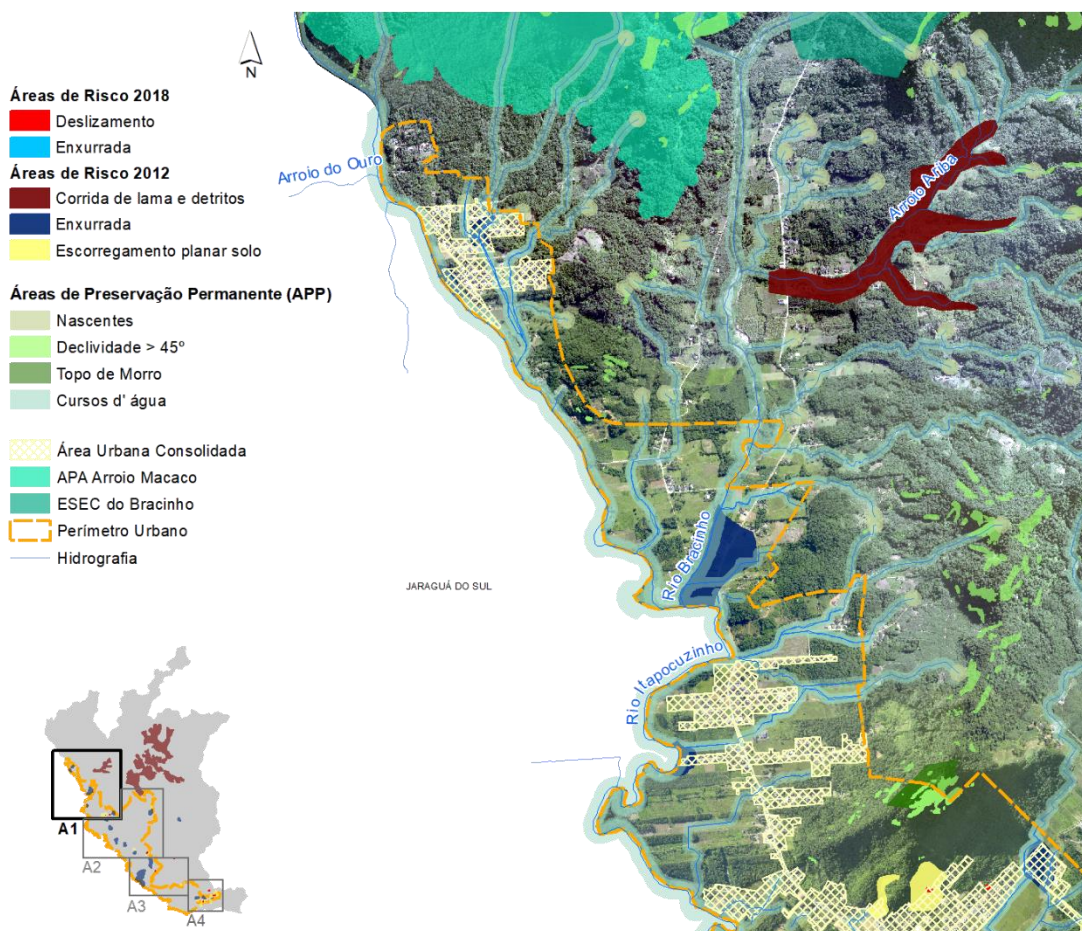 N
Áreas de Risco 2018
Deslizamento
Enxurrada
Áreas de Risco 2012
Corrida de lama e detritos
Enxurrada
Escorregamento planar solo
Áreas de Preservação Permanente (APP)
Nascentes
Declividade > 45º
Topo de Morro
Cursos d' água
Área Urbana Consolidada
APA Arroio Macaco
ESEC do Bracinho
Perímetro Urbano
Hidrografia
Arroio do Ouro
Arroio Ariba
Rio Bracinho
JARAGUÁ DO SUL
Rio Itapocuzinho
A1
A2
A3
A4